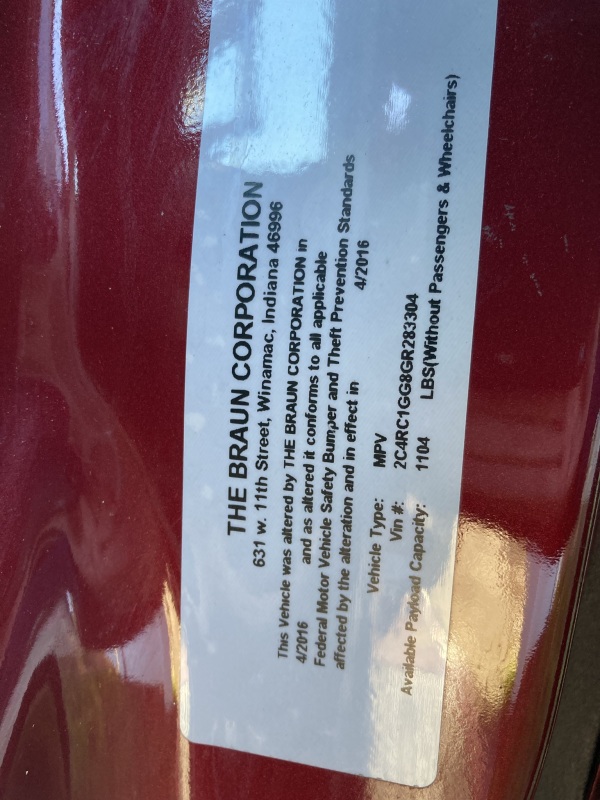 THE BRAUN CORPORATION
631 w. 11th Street, Winamac, Indiana 46996
This Vehicle was altered by THE BRAUN CORPORATION in
4/2016 and as altered it conforms to all applicable
Federal Motor Vehicle Safety Bumper and Theft Prevention Standards
affected by the alteration and in effect in 4/2016
Vehicle Type: MPV
Vin #: 2C4RC1GG8GR283304
Available Payload Capacity: 1104 LBS(Without Passengers & Wheelchairs)